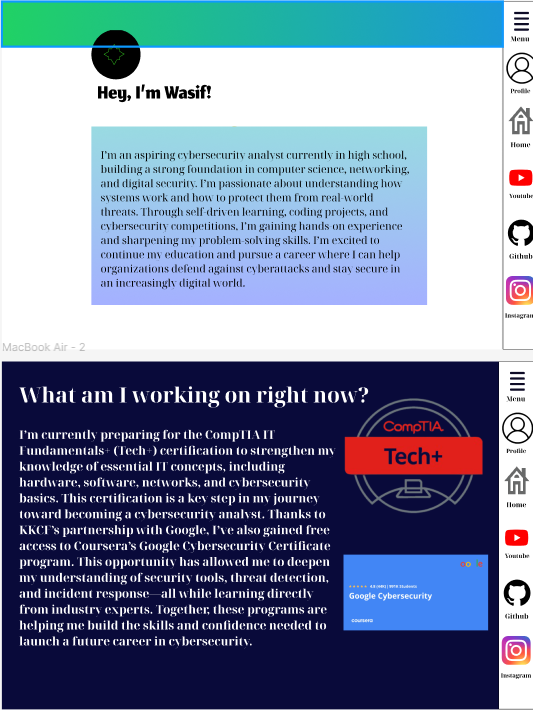 Menu
Profile
Hey, I'm Wasif!
Home
I'm an aspiring cybersecurity analyst currently in high school,
building a strong foundation in computer science, networking,
and digital security. I'm passionate about understanding how
systems work and how to protect them from real-world
threats. Through self-driven learning, coding projects, and
cybersecurity competitions, I'm gaining hands-on experience
and sharpening my problem-solving skills. I'm excited to
continue my education and pursue a career where I can help
organizations defend against cyberattacks and stay secure in
an increasingly digital world.
Youtube
Github
Instagram
MacBook Air - 2
What am I working on right now?
I'm currently preparing for the CompTIA IT
Fundamentals+ (Tech+) certification to strengthen my
knowledge of essential IT concepts, including
hardware, software, networks, and cybersecurity
basics. This certification is a key step in my journey
toward becoming a cybersecurity analyst. Thanks to
KKCF's partnership with Google, I've also gained free
access to Coursera's Google Cybersecurity Certificate
program. This opportunity has allowed me to deepen
my understanding of security tools, threat detection,
and incident response—all while learning directly
from industry experts. Together, these programs are
helping me build the skills and confidence needed to
launch a future career in cybersecurity.
CompTIA.
Tech+
Google Cybersecurity
coursera
Menu
Profile
Home
Youtube
Github
Instagram